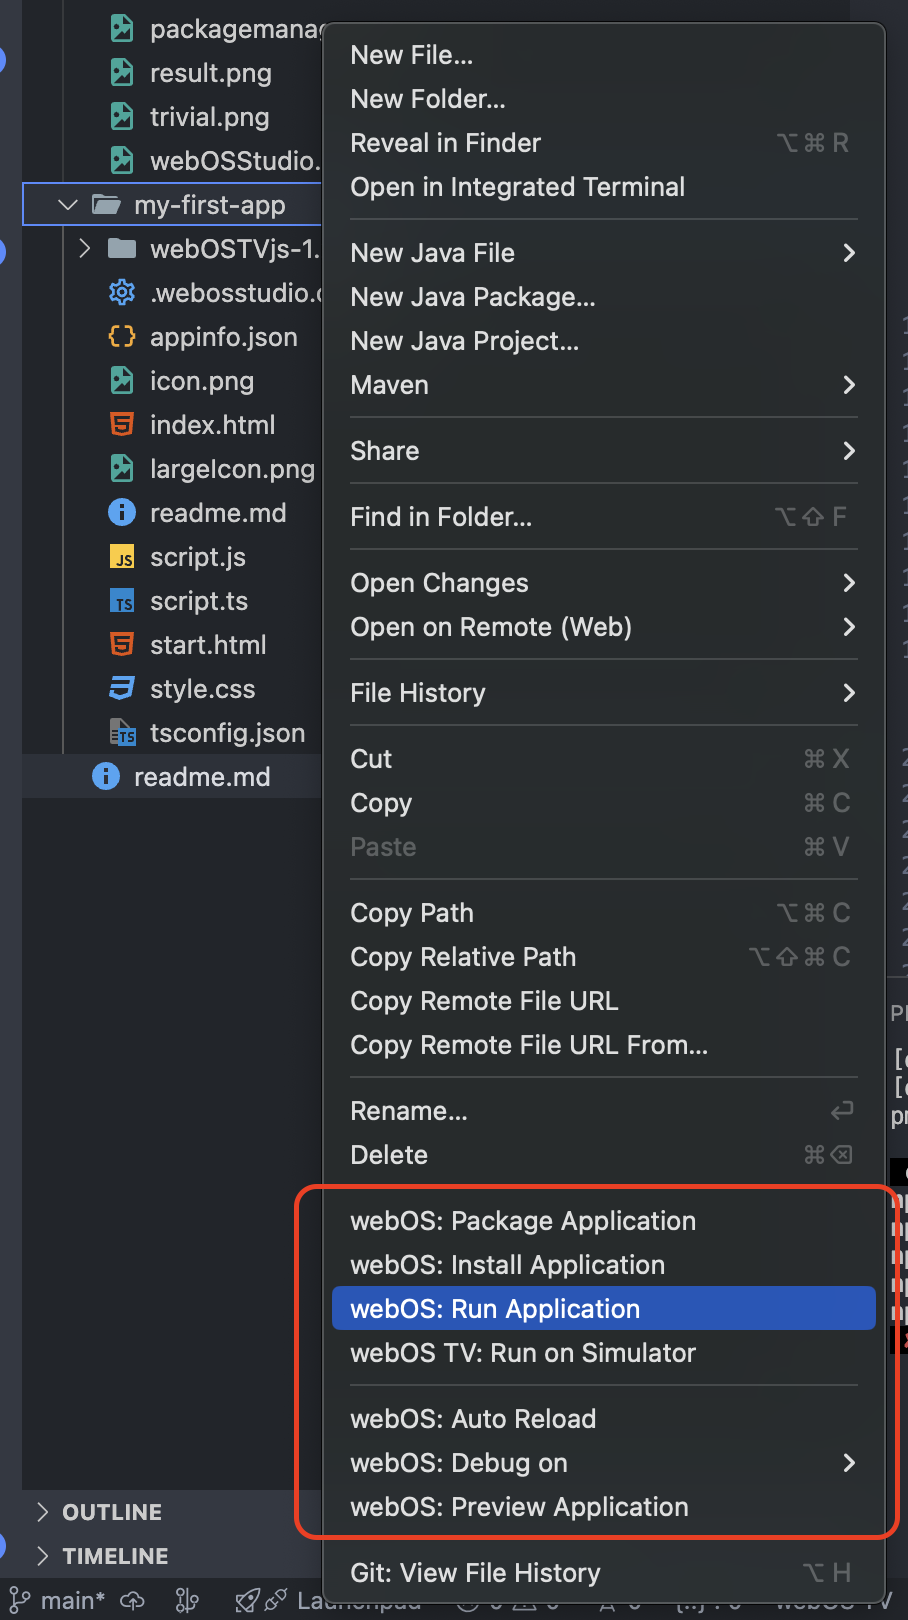 New File...
New Folder...
result.png
Reveal in Finder ⌥⌘R
trivial.png
Open in Integrated Terminal
webOSStudio.
my-first-app
webOSTVjs-1.
New Java File
.webosstudio.
New Java Package...
appinfo.json
New Java Project...
icon.png
Maven
index.html
Share
largeIcon.png
readme.md
Find in Folder... ⌥⇧F
script.js
Open Changes
script.ts
Open on Remote (Web)
start.html
style.css
File History
tsconfig.json
Cut ⌘X
readme.md
Copy ⌘C
Paste ⌘V
Copy Path ⌥⌘C
Copy Relative Path ⌥⇧⌘C
Copy Remote File URL
Copy Remote File URL From...
Rename... ↩
Delete ⌘⌫
webOS: Package Application
webOS: Install Application
webOS: Run Application
webOS TV: Run on Simulator
webOS: Auto Reload
webOS: Debug on
webOS: Preview Application
OUTLINE
TIMELINE
Git: View File History ⌥H
main*